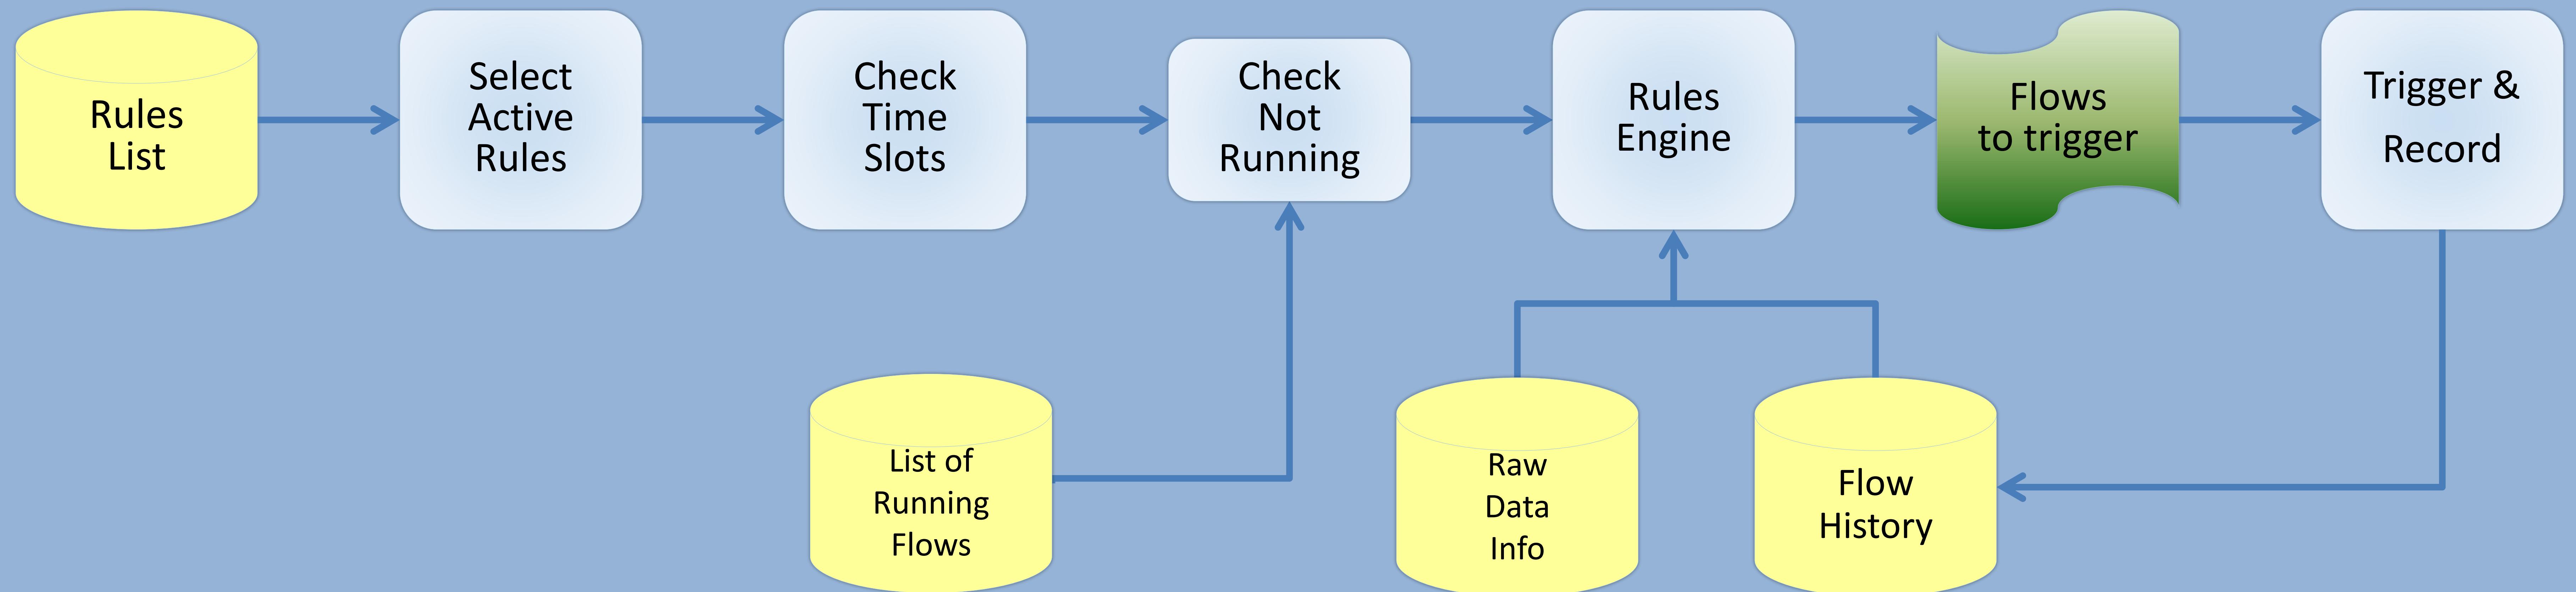 Rules
List
Select
Active
Rules
Check
Time
Slots
Check
Not
Running
Rules
Engine
Flows
to trigger
Trigger &
Record
List of
Running
Flows
Raw
Data
Info
Flow
History